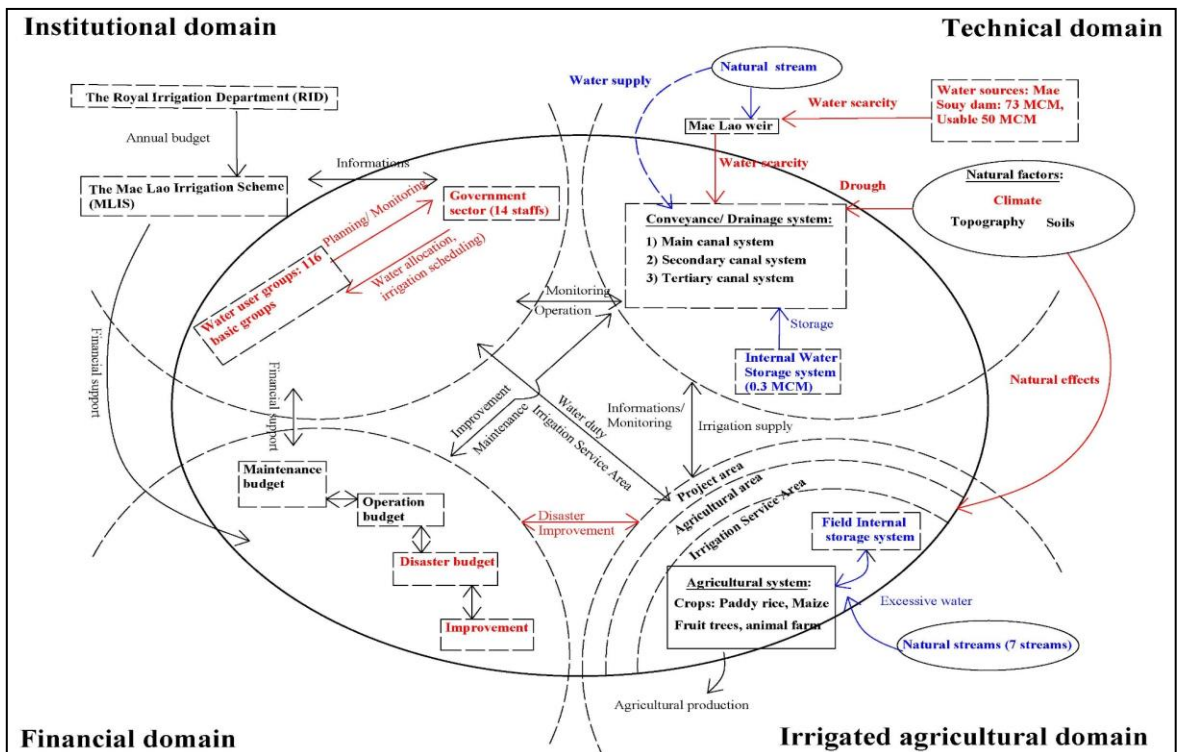 Institutional domain
Technical domain
The Royal Irrigation Department (RID)
Annual budget
The Mae Lao Irrigation Scheme
(MLIS)
Informations
Government
sector (14 staffs)
Planning/ Monitoring
Water allocation,
irrigation scheduling)
Water user groups: 116
basic groups
Financial support
Water supply
Natural stream
Water scarcity
Water sources: Mae
Souy dam: 73 MCM,
Usable 50 MCM
Mae Lao weir
Water scarcity
Drough
Natural factors:
Climate
Topography Soils
Conveyance/ Drainage system:
1) Main canal system
2) Secondary canal system
3) Tertiary canal system
Storage
Internal Water
Storage system
(0.3 MCM)
Natural effects
Monitoring
Operation
Improvement
Maintenance
Water duty
Irrigation Service Area
Informations/
Monitoring
Irrigation supply
Financial support
Maintenance
budget
Operation
budget
Disaster budget
Improvement
Disaster
Improvement
Project area
Agricultural area
Irrigation Service Area
Field Internal
storage system
Agricultural system:
Crops: Paddy rice, Maize
Fruit trees, animal farm
Excessive water
Natural streams (7 streams)
Agricultural production
Financial domain
Irrigated agricultural domain